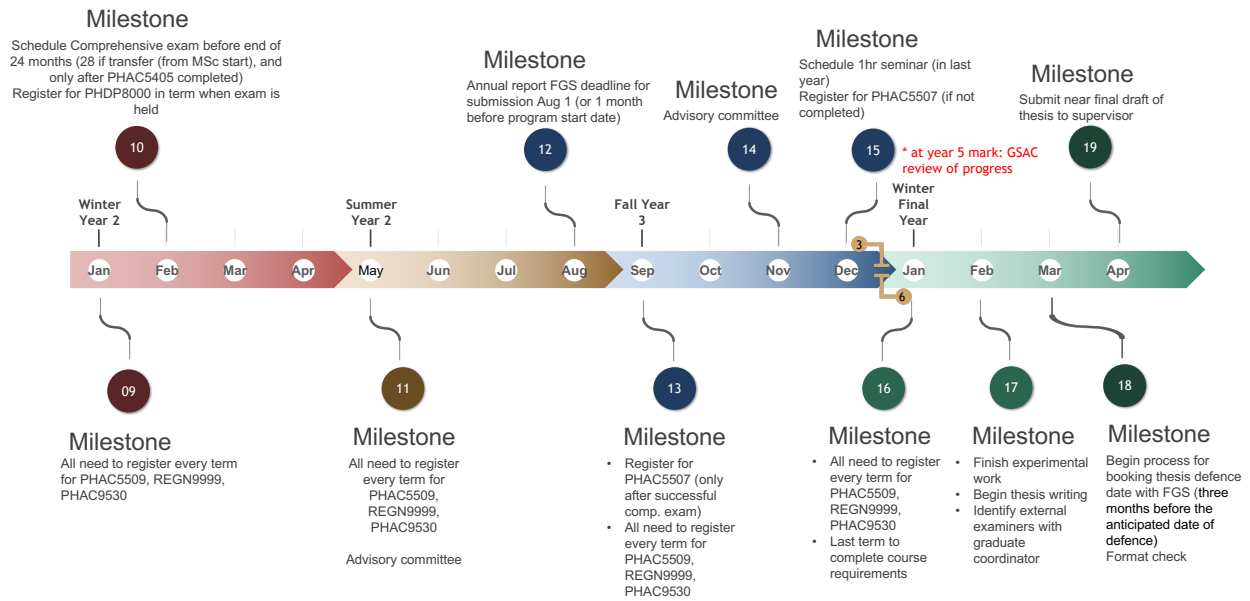 Milestone
Schedule Comprehensive exam before end of
24 months (28 if transfer (from MSc start), and
only after PHAC5405 completed)
Register for PHDP8000 in term when exam is
held
10
Milestone
Annual report FGS deadline for
submission Aug 1 (or 1 month
before program start date)
12
Milestone
Advisory committee
14
Milestone
Schedule 1hr seminar (in last
year)
Register for PHAC5507 (if not
completed)
15
* at year 5 mark: GSAC
review of progress
Milestone
Submit near final draft of
thesis to supervisor
19
Winter
Year 2
Summer
Year 2
Fall Year
3
Winter
Final
Year
3
Jan
Feb
Mar
Apr
May
Jun
Jul
Aug
Sep
Oct
Nov
Dec
Jan
Feb
Mar
Apr
6
09
Milestone
All need to register every term
for PHAC5509, REGN9999,
PHAC9530
11
Milestone
All need to register
every term for
PHAC5509,
REGN9999,
PHAC9530
Advisory committee
13
Milestone
• Register for
PHAC5507 (only
after successful
comp. exam)
• All need to register
every term for
PHAC5509,
REGN9999,
PHAC9530
16
Milestone
• All need to register
every term for
PHAC5509,
REGN9999,
PHAC9530
• Last term to
complete course
requirements
17
Milestone
• Finish experimental
work
• Begin thesis writing
• Identify external
examiners with
graduate
coordinator
18
Milestone
Begin process for
booking thesis defence
date with FGS (three
months before the
anticipated date of
defence)
Format check